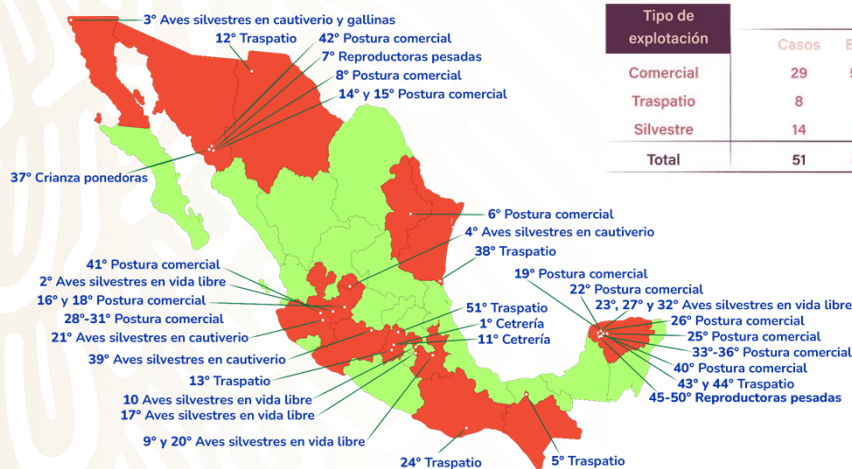 3° Aves silvestres en cautiverio y gallinas
12° Traspatio
42° Postura comercial
7° Reproductoras pesadas
8° Postura comercial
14° y 15° Postura comercial
37° Crianza ponedoras
6° Postura comercial
4° Aves silvestres en cautiverio
38° Traspatio
41° Postura comercial
2° Aves silvestres en vida libre
16° y 18° Postura comercial
28°-31° Postura comercial
21° Aves silvestres en cautiverio
39° Aves silvestres en cautiverio
13° Traspatio
10 Aves silvestres en vida libre
17° Aves silvestres en vida libre
9° y 20° Aves silvestres en vida libre
51° Traspatio
1° Cetrería
11° Cetrería
24° Traspatio
5° Traspatio
19° Postura comercial
22° Postura comercial
23°, 27° y 32° Aves silvestres en vida libre
26° Postura comercial
25° Postura comercial
33°-36° Postura comercial
40° Postura comercial
43° y 44° Traspatio
45-50° Reproductoras pesadas
Tipo de
explotación
Casos
Comercial 29
Traspatio 8
Silvestre 14
Total 51